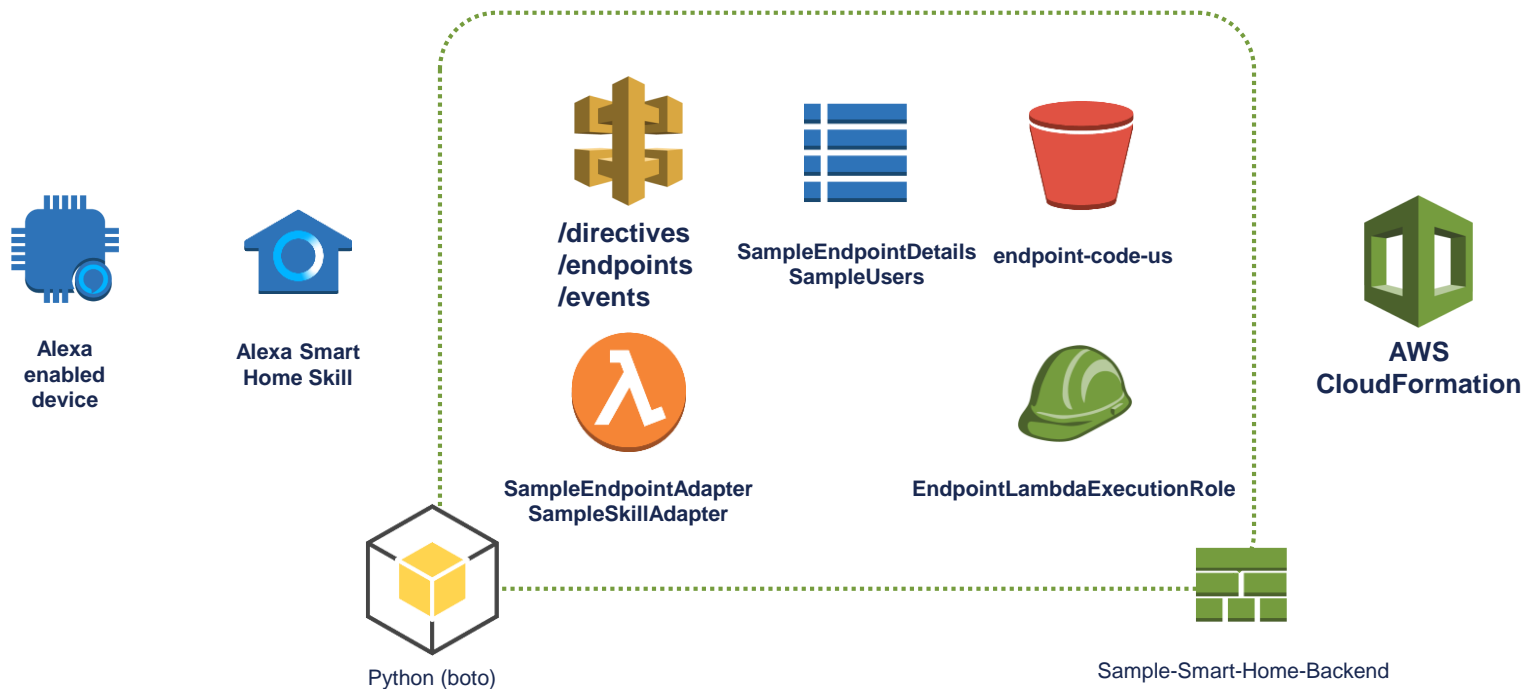 /directives
/endpoints
/events
SampleEndpointDetails
SampleUsers
endpoint-code-us
Alexa
enabled
device
Alexa Smart
Home Skill
AWS
CloudFormation
SampleEndpointAdapter
SampleSkillAdapter
EndpointLambdaExecutionRole
Python (boto)
Sample-Smart-Home-Backend